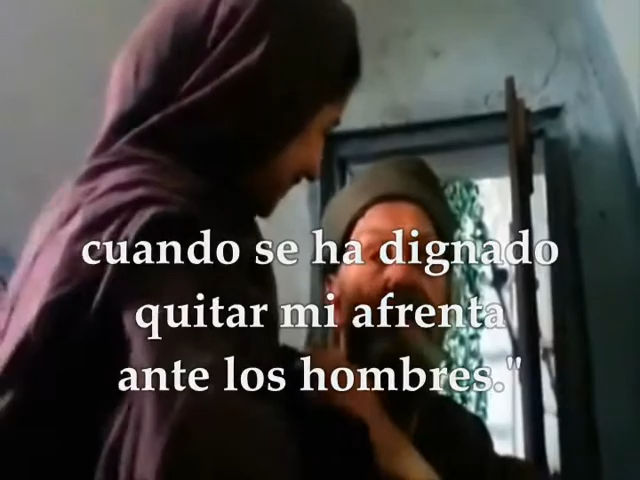 cuando se ha dignado
quitar mi afrenta
ante los hombres."